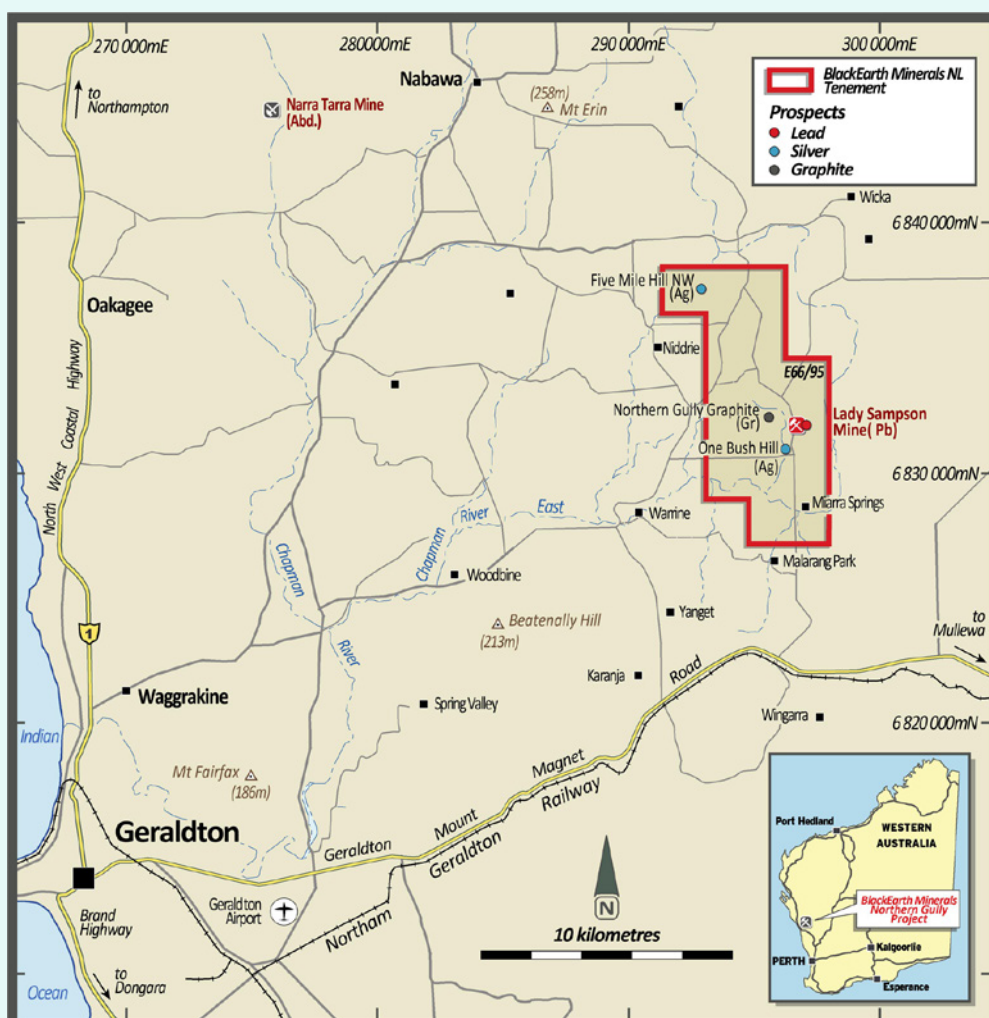 270 000mE
280000mE
290 000mE
300 000mE
to
Northampton
Nabawa
(258m)
Mt Erin
Narra Tarra Mine
(Abd.)
BlackEarth Minerals NL
Tenement
Prospects
Lead
Silver
Graphite
Wicka
6 840 000mN
Oakagee
Five Mile Hill NW
(Ag)
Niddrie
E66/95
Northern Gully Graphite
(Gr)
Lady Sampson
Mine( Pb)
One Bush Hill
(Ag)
6 830 000mN
North West Coastal Highway
Miarra Springs
Warrine
Chapman River East
Malarang Park
Chapman River
Woodbine
Beatenally Hill
(213m)
Yanget
to
Mullewa
1
Karanja
Waggrakine
Spring Valley
Wingarra
6 820 000mN
Indian
Ocean
Mt Fairfax
(186m)
Geraldton Mount Magnet Road
Northam Geraldton Railway
Geraldton
Geraldton
Airport
Brand
Highway
to
Dongara
N
10 kilometres
Port Hedland
WESTERN
AUSTRALIA
BlackEarth Minerals
Northern Gully
Project
Kalgoorlie
PERTH
Esperance